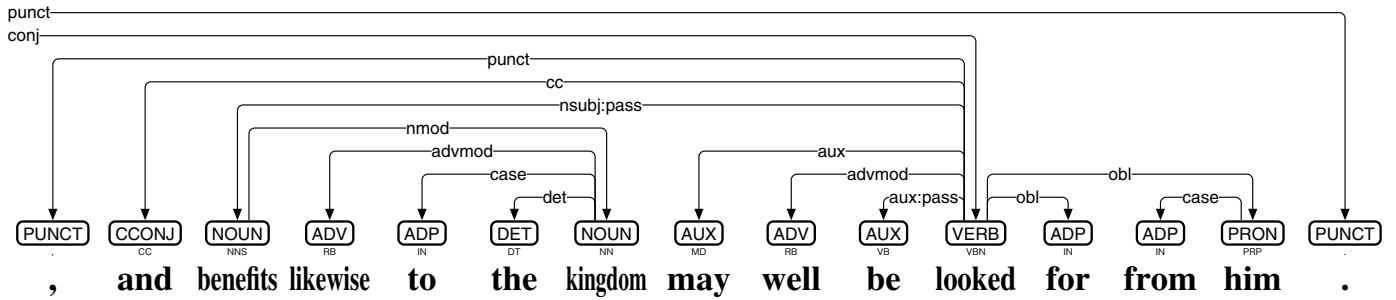 punct
conj
punct
cc
nsubj:pass
nmod
advmod aux
case advmod obl
det aux:pass obl case
PUNCT CCONJ NOUN ADV ADP DET NOUN AUX ADV AUX VERB ADP ADP PRON PUNCT
, CC NNS RB IN DT NN MD RB VB VBN IN IN PRP .
, and benefits likewise to the kingdom may well be looked for from him .